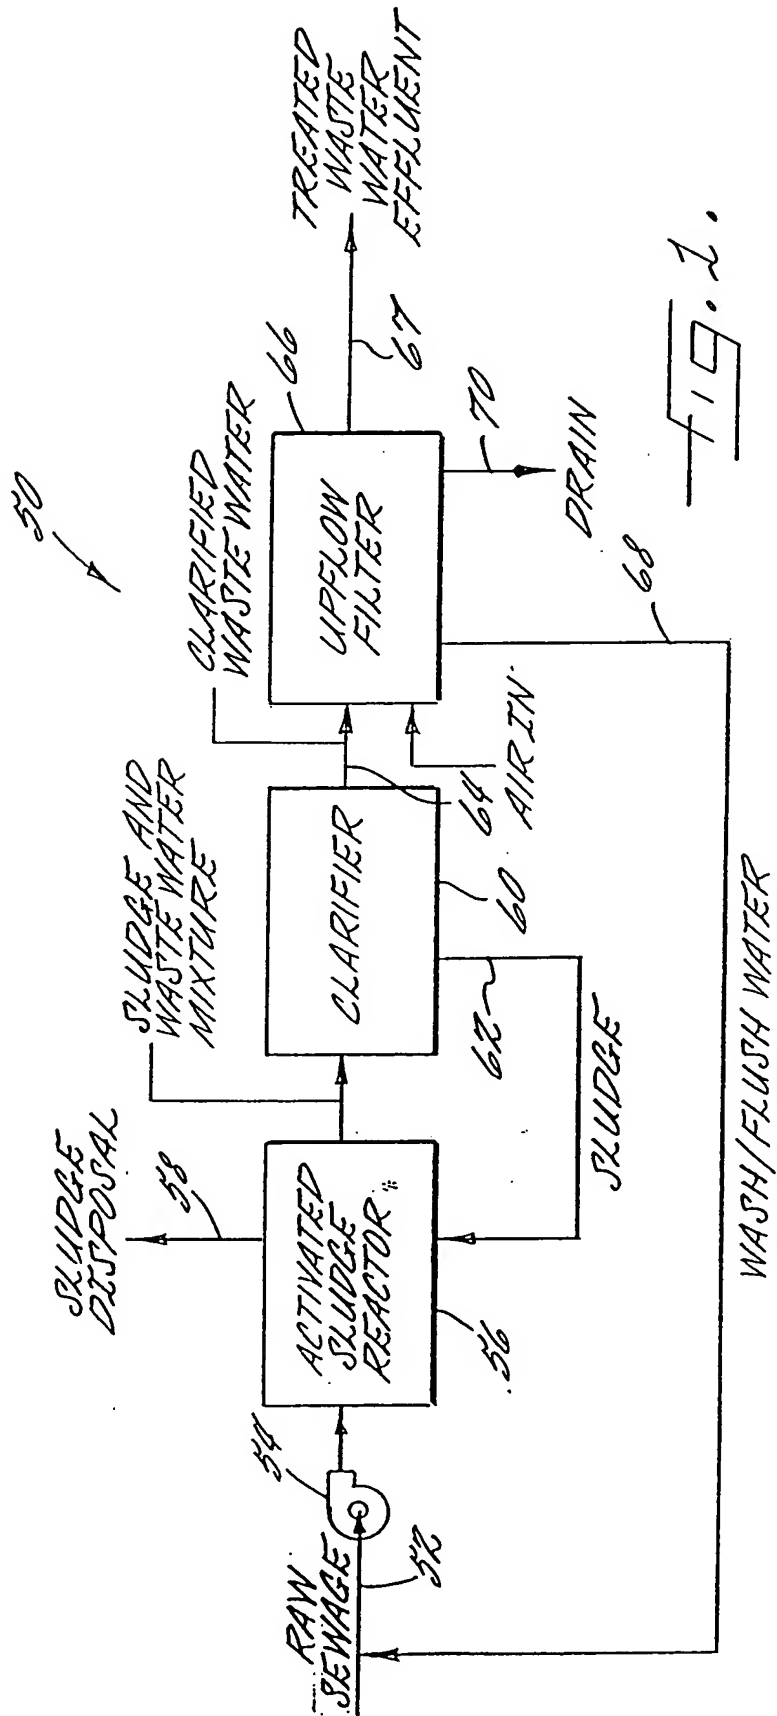 50
RAW
SEWAGE
52
54
SLUDGE
DISPOSAL
58
ACTIVATED
SLUDGE
REACTOR
56
SLUDGE AND
WASTE WATER
MIXTURE
CLARIFIER
60
62
SLUDGE
CLARIFIED
WASTE WATER
64
AIR IN
UPFLOW
FILTER
66
67
TREATED
WASTE
WATER
EFFLUENT
70
DRAIN
68
WASH/FLUSH WATER
Fig. 1.